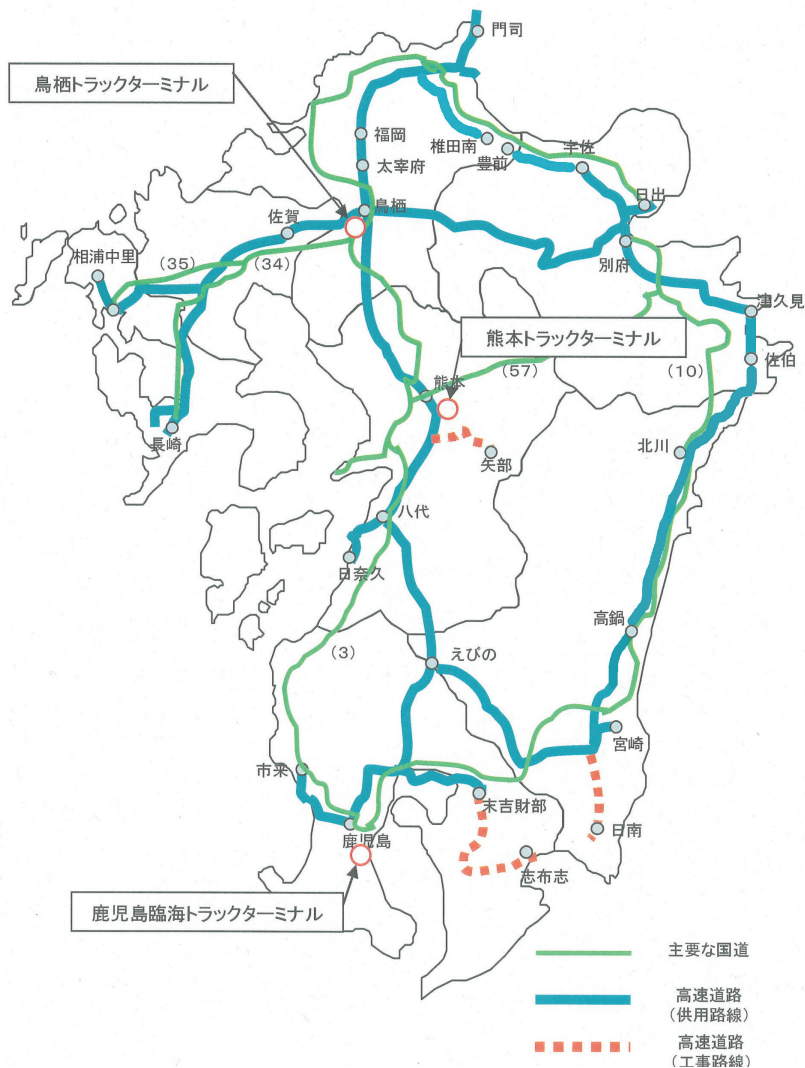 門司
鳥栖トラックターミナル
福岡
椎田南
豊前
宇佐
太宰府
日出
鳥栖
佐賀
別府
相浦中里
(35)
(34)
津久見
熊本トラックターミナル
佐伯
(57)
(10)
熊本
長崎
矢部
北川
八代
日奈久
高鍋
(3)
えびの
宮崎
市来
末吉財部
鹿児島
日南
志布志
鹿児島臨海トラックターミナル
主要な国道
高速道路
(供用路線)
高速道路
(工事路線)